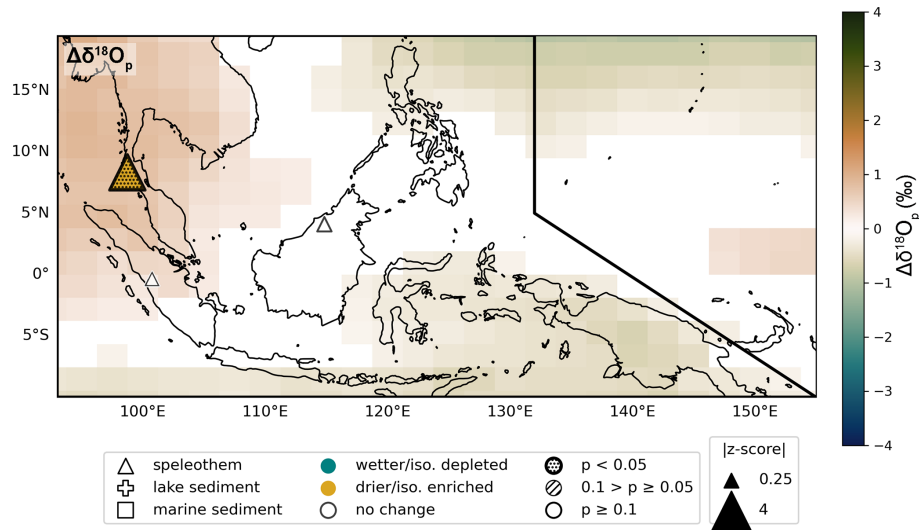 Δδ¹⁸Oₚ
15°N
10°N
5°N
0°
5°S
100°E 110°E 120°E 130°E 140°E 150°E
4
3
2
1
0
−1
−2
−3
−4
Δδ¹⁸Oₚ (‰)
speleothem
lake sediment
marine sediment
wetter/iso. depleted
drier/iso. enriched
no change
p < 0.05
0.1 > p ≥ 0.05
p ≥ 0.1
|z-score|
0.25
4